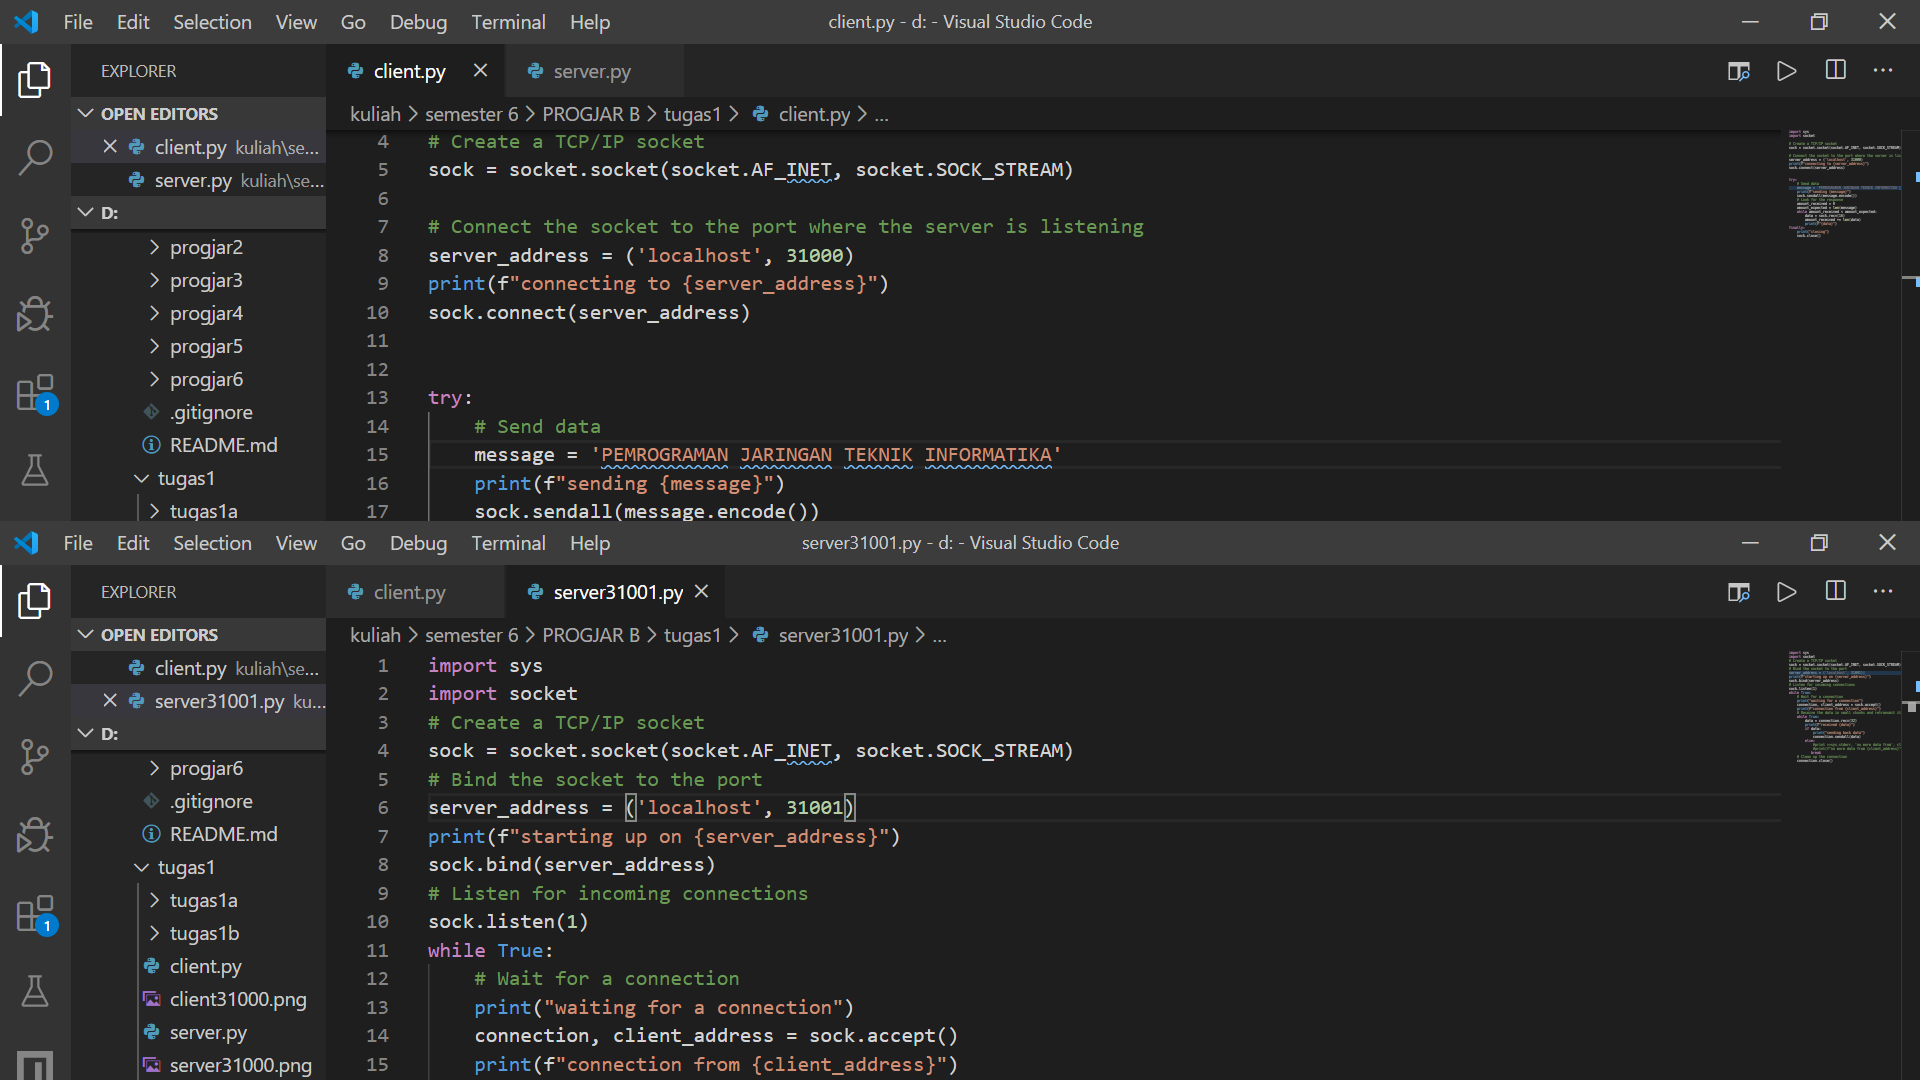 File Edit Selection View Go Debug Terminal Help client.py - d: - Visual Studio Code
EXPLORER
OPEN EDITORS
client.py kuliah\se...
server.py kuliah\se...
D:
progjar2
progjar3
progjar4
progjar5
progjar6
.gitignore
README.md
tugas1
tugas1a
1
client.py server.py
kuliah > semester 6 > PROGJAR B > tugas1 > client.py > ...
4 # Create a TCP/IP socket
5 sock = socket.socket(socket.AF_INET, socket.SOCK_STREAM)
6
7 # Connect the socket to the port where the server is listening
8 server_address = ('localhost', 31000)
9 print(f"connecting to {server_address}")
10 sock.connect(server_address)
11
12
13 try:
14 # Send data
15 message = 'PEMROGRAMAN JARINGAN TEKNIK INFORMATIKA'
16 print(f"sending {message}")
17 sock.sendall(message.encode())
File Edit Selection View Go Debug Terminal Help server31001.py - d: - Visual Studio Code
EXPLORER
OPEN EDITORS
client.py kuliah\se...
server31001.py ku...
D:
progjar6
.gitignore
README.md
tugas1
tugas1a
tugas1b
client.py
client31000.png
server.py
server31000.png
1
client.py server31001.py
kuliah > semester 6 > PROGJAR B > tugas1 > server31001.py > ...
1 import sys
2 import socket
3 # Create a TCP/IP socket
4 sock = socket.socket(socket.AF_INET, socket.SOCK_STREAM)
5 # Bind the socket to the port
6 server_address = ('localhost', 31001)
7 print(f"starting up on {server_address}")
8 sock.bind(server_address)
9 # Listen for incoming connections
10 sock.listen(1)
11 while True:
12 # Wait for a connection
13 print("waiting for a connection")
14 connection, client_address = sock.accept()
15 print(f"connection from {client_address}")